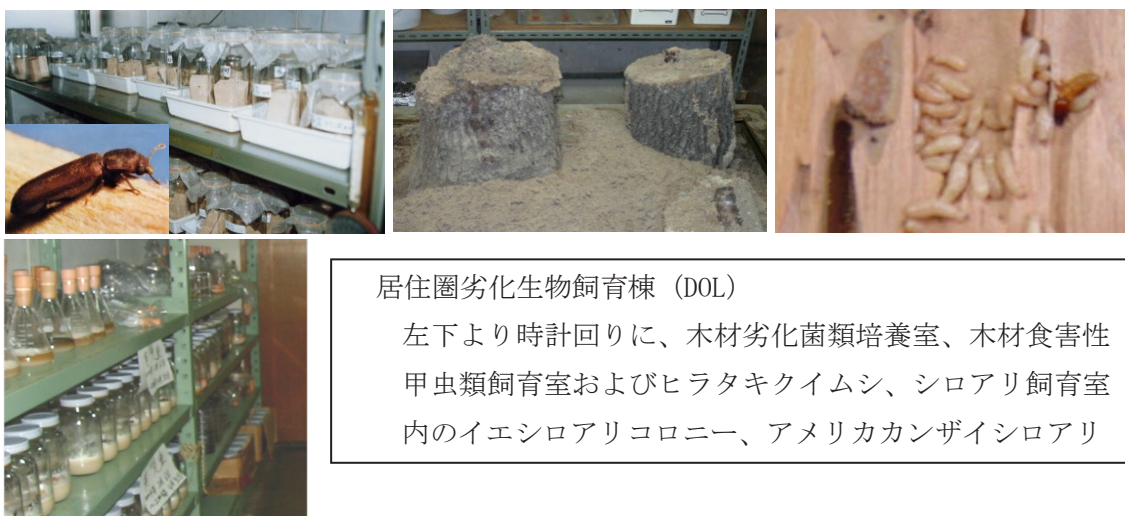 居住圏劣化生物飼育棟 (DOL)
左下より時計回りに、木材劣化菌類培養室、木材食害性
甲虫類飼育室およびヒラタキクイムシ、シロアリ飼育室
内のイエシロアリコロニー、アメリカカンザイシロアリ